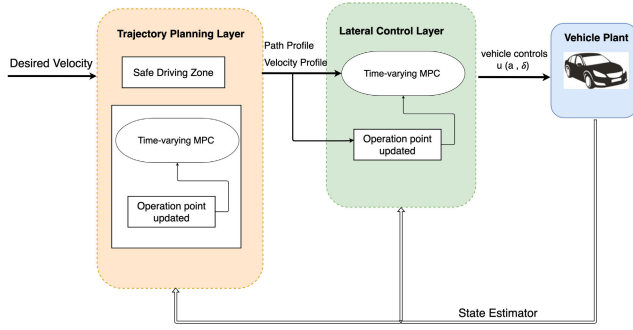 Desired Velocity
Trajectory Planning Layer
Safe Driving Zone
Time-varying MPC
Operation point
updated
Path Profile
Velocity Profile
Lateral Control Layer
Time-varying MPC
Operation point
updated
vehicle controls
u (a , δ)
Vehicle Plant
State Estimator